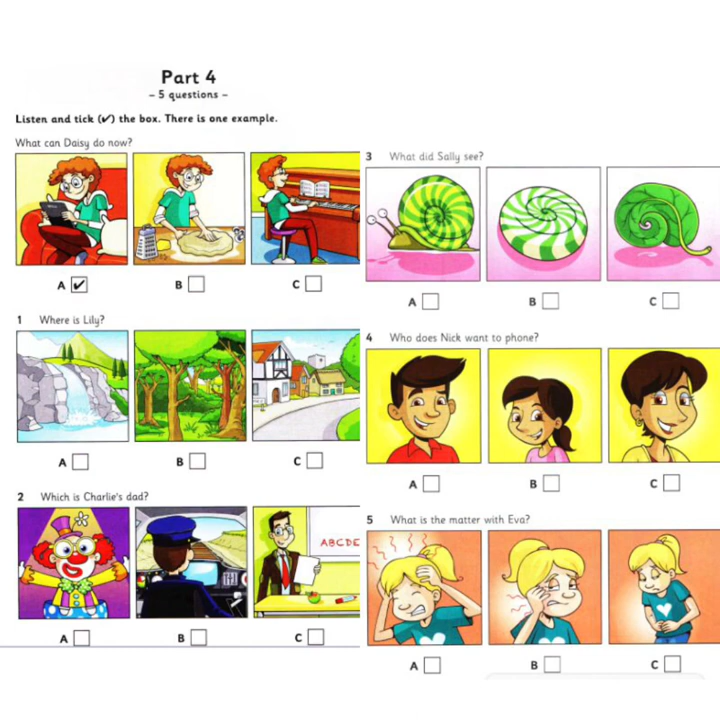 Part 4
– 5 questions –
Listen and tick (✔) the box. There is one example.
What can Daisy do now?
A ✔ B C
1 Where is Lily?
A B C
2 Which is Charlie's dad?
ABCDE
A B C
3 What did Sally see?
A B C
4 Who does Nick want to phone?
A B C
5 What is the matter with Eva?
A B C